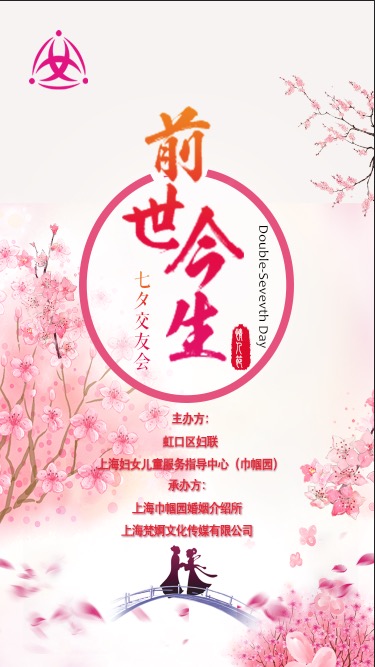 前世今生
七夕交友会
Double-Sevevth Day
主办方:
虹口区妇联
上海妇女儿童服务指导中心（巾帼园）
承办方:
上海巾帼园婚姻介绍所
上海梵婀文化传媒有限公司